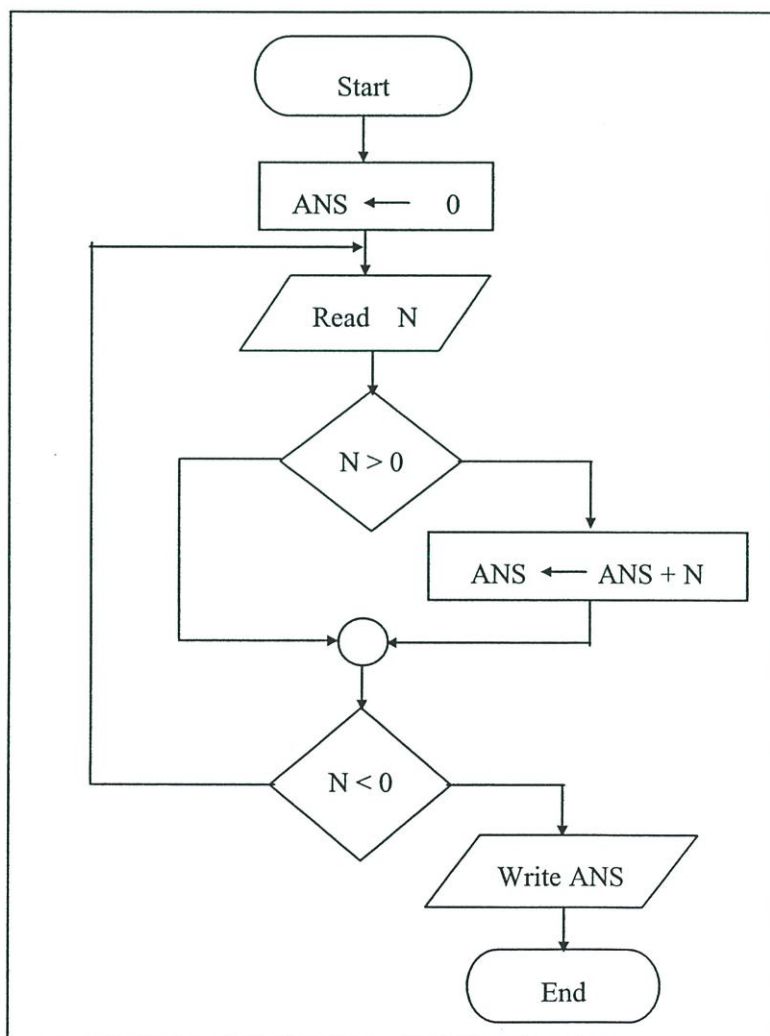 Start
ANS ← 0
Read N
N > 0
ANS ← ANS + N
N < 0
Write ANS
End